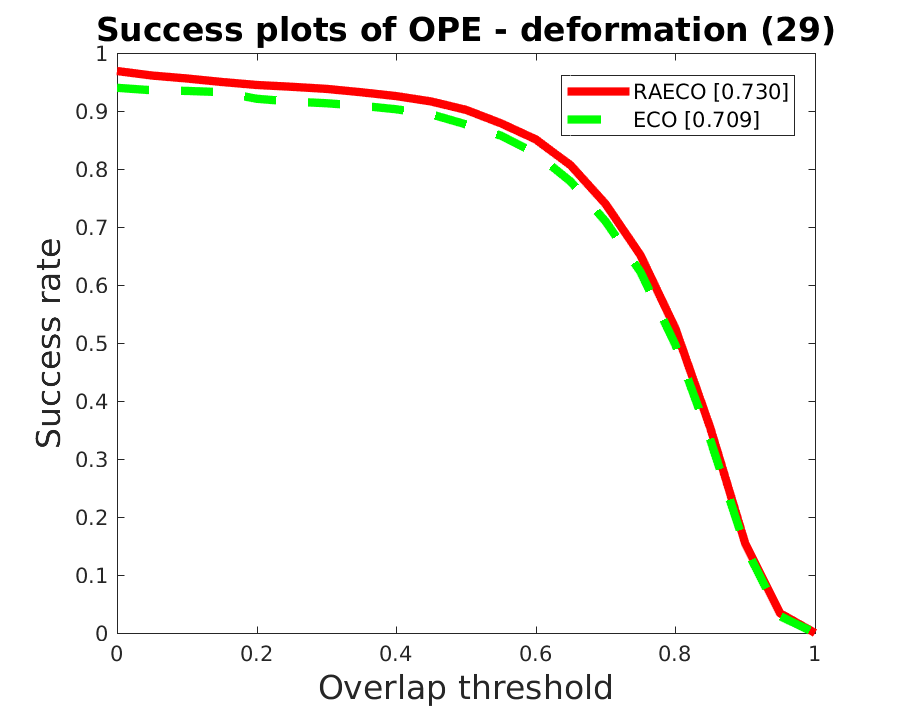 Success plots of OPE - deformation (29)
RAECO [0.730]
ECO [0.709]
Success rate
1
0.9
0.8
0.7
0.6
0.5
0.4
0.3
0.2
0.1
0
0 0.2 0.4 0.6 0.8 1
Overlap threshold